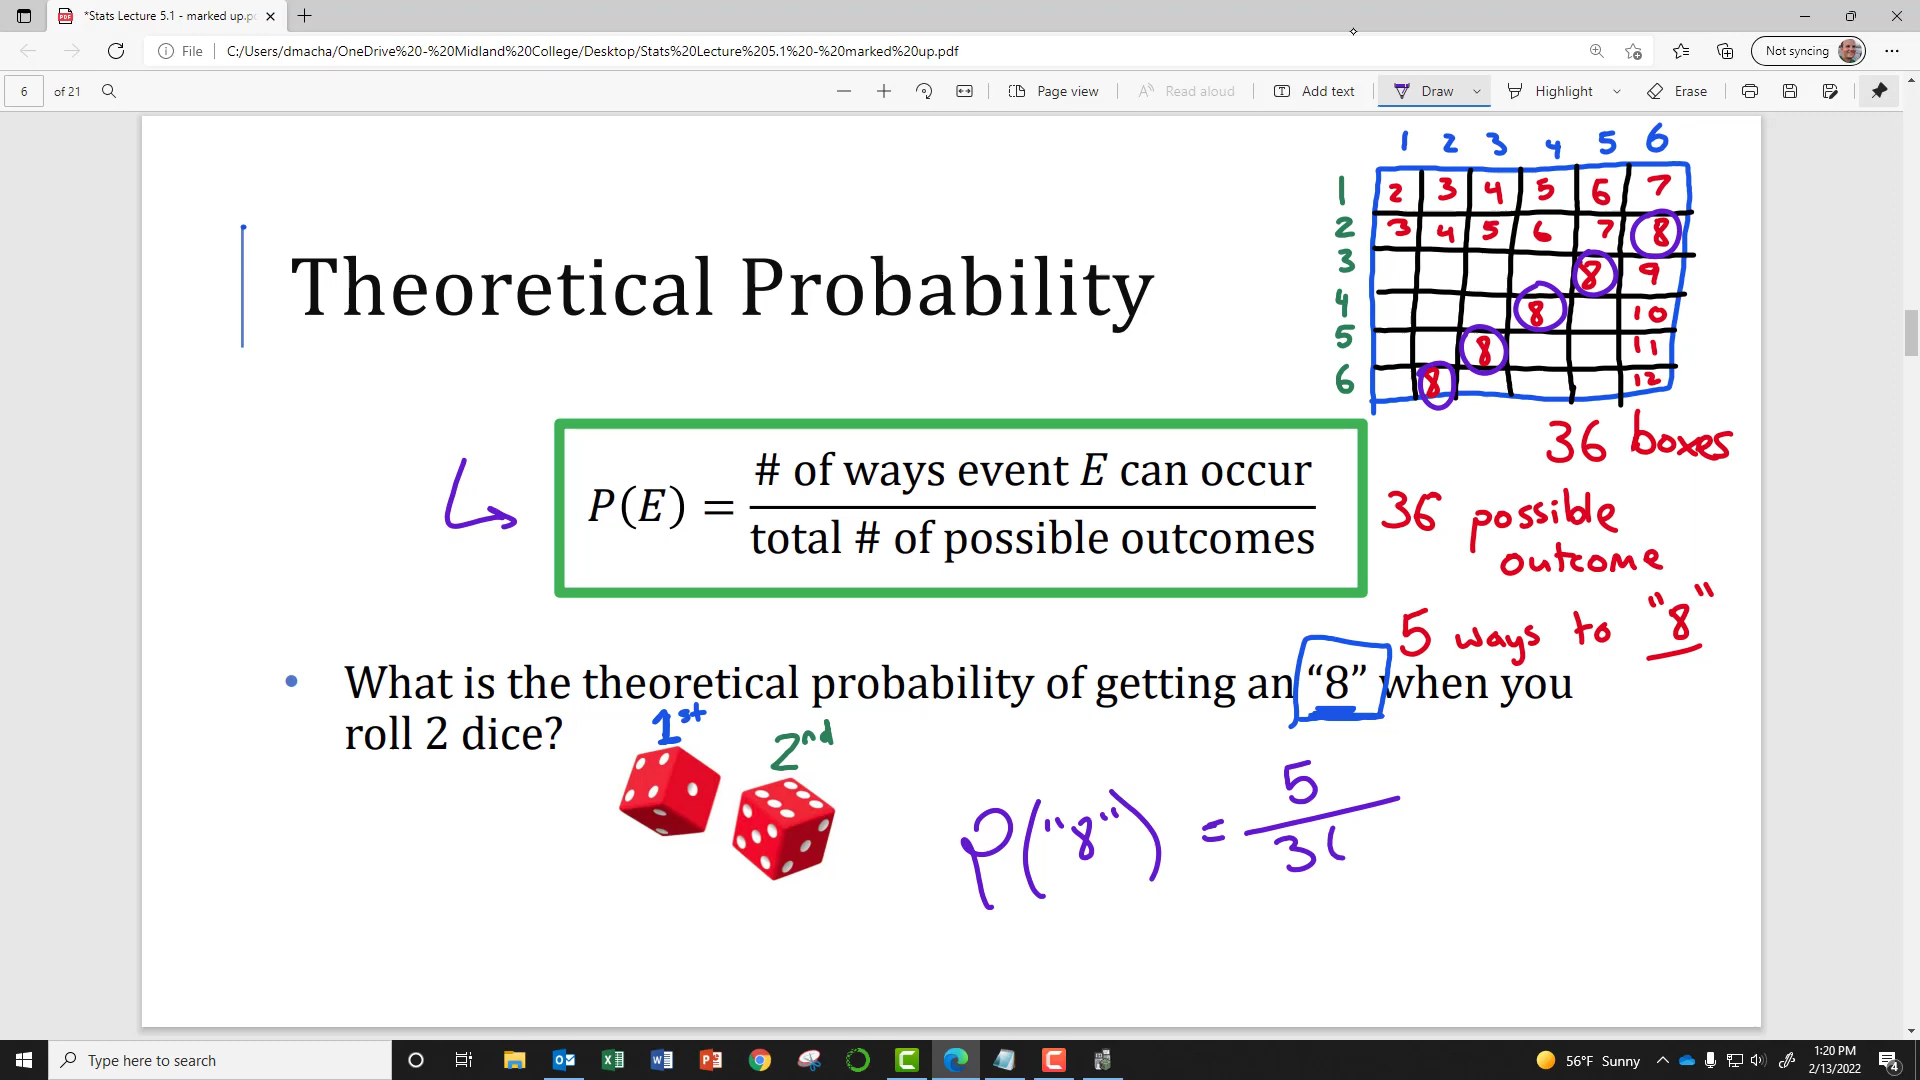 *Stats Lecture 5.1 - marked up.pd
File
C:/Users/dmacha/OneDrive%20-%20Midland%20College/Desktop/Stats%20Lecture%205.1%20-%20marked%20up.pdf
Not syncing
6 of 21
Page view
Read aloud
Add text
Draw
Highlight
Erase
1 2 3 4 5 6
1 2 3 4 5 6 7
2 3 4 5 6 7 8
3 8 9
4 8 10
5 8 11
6 8 12
Theoretical Probability
P(E) = # of ways event E can occur
total # of possible outcomes
36 boxes
36 possible
outcome
5 ways to "8"
• What is the theoretical probability of getting an “8” when you
roll 2 dice?
1st
2nd
P("8") = 5
3(
Type here to search
56°F Sunny
1:20 PM
2/13/2022
4